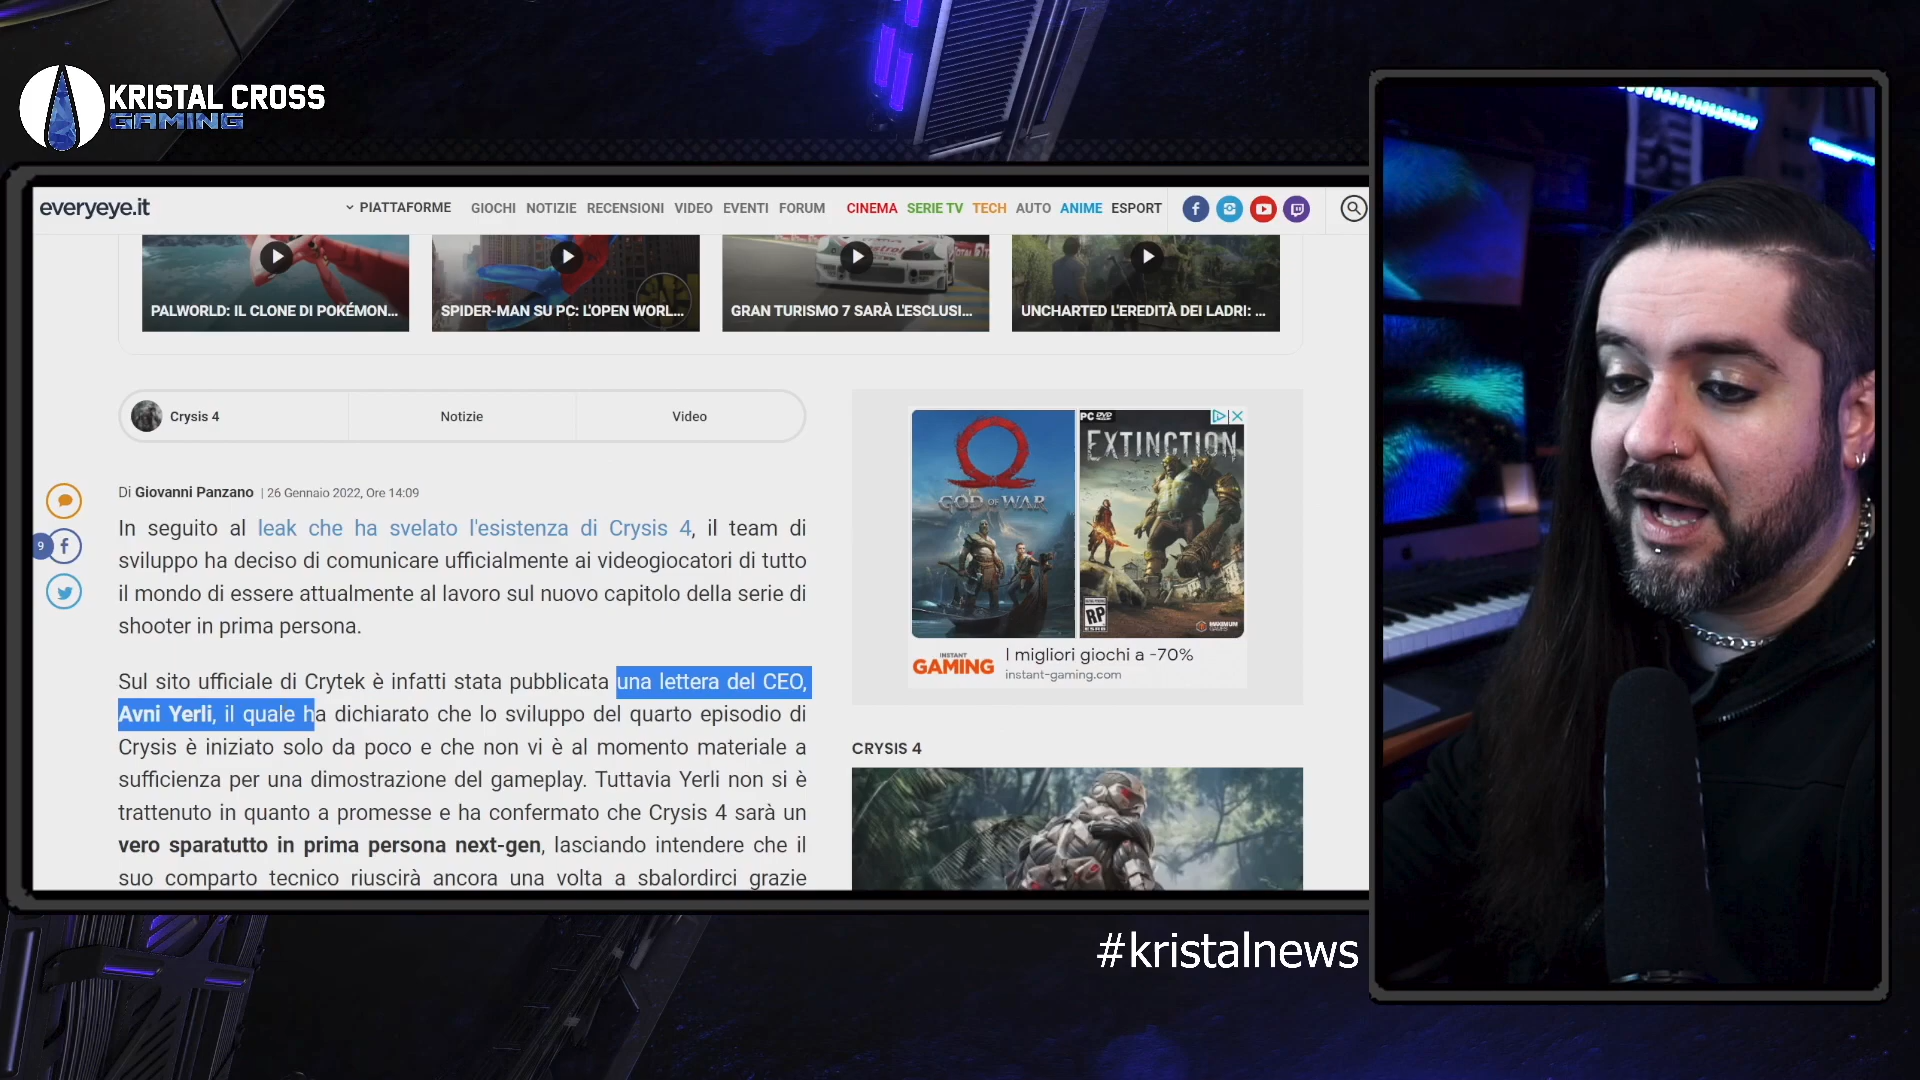 KRISTAL CROSS
GAMING
everyeye.it
PIATTAFORME GIOCHI NOTIZIE RECENSIONI VIDEO EVENTI FORUM CINEMA SERIE TV TECH AUTO ANIME ESPORT
PALWORLD: IL CLONE DI POKÉMON...
SPIDER-MAN SU PC: L'OPEN WORL...
GRAN TURISMO 7 SARÀ L'ESCLUSI...
UNCHARTED L'EREDITÀ DEI LADRI: ...
Crysis 4 Notizie Video
Di Giovanni Panzano | 26 Gennaio 2022, Ore 14:09
9
In seguito al leak che ha svelato l'esistenza di Crysis 4, il team di
sviluppo ha deciso di comunicare ufficialmente ai videogiocatori di tutto
il mondo di essere attualmente al lavoro sul nuovo capitolo della serie di
shooter in prima persona.
Sul sito ufficiale di Crytek è infatti stata pubblicata una lettera del CEO,
Avni Yerli, il quale ha dichiarato che lo sviluppo del quarto episodio di
Crysis è iniziato solo da poco e che non vi è al momento materiale a
sufficienza per una dimostrazione del gameplay. Tuttavia Yerli non si è
trattenuto in quanto a promesse e ha confermato che Crysis 4 sarà un
vero sparatutto in prima persona next-gen, lasciando intendere che il
suo comparto tecnico riuscirà ancora una volta a sbalordirci grazie
GOD OF WAR
PC DVD
EXTINCTION
RP
ESRB
MAXIMUM
GAMES
INSTANT
GAMING
I migliori giochi a -70%
instant-gaming.com
CRYSIS 4
#kristalnews